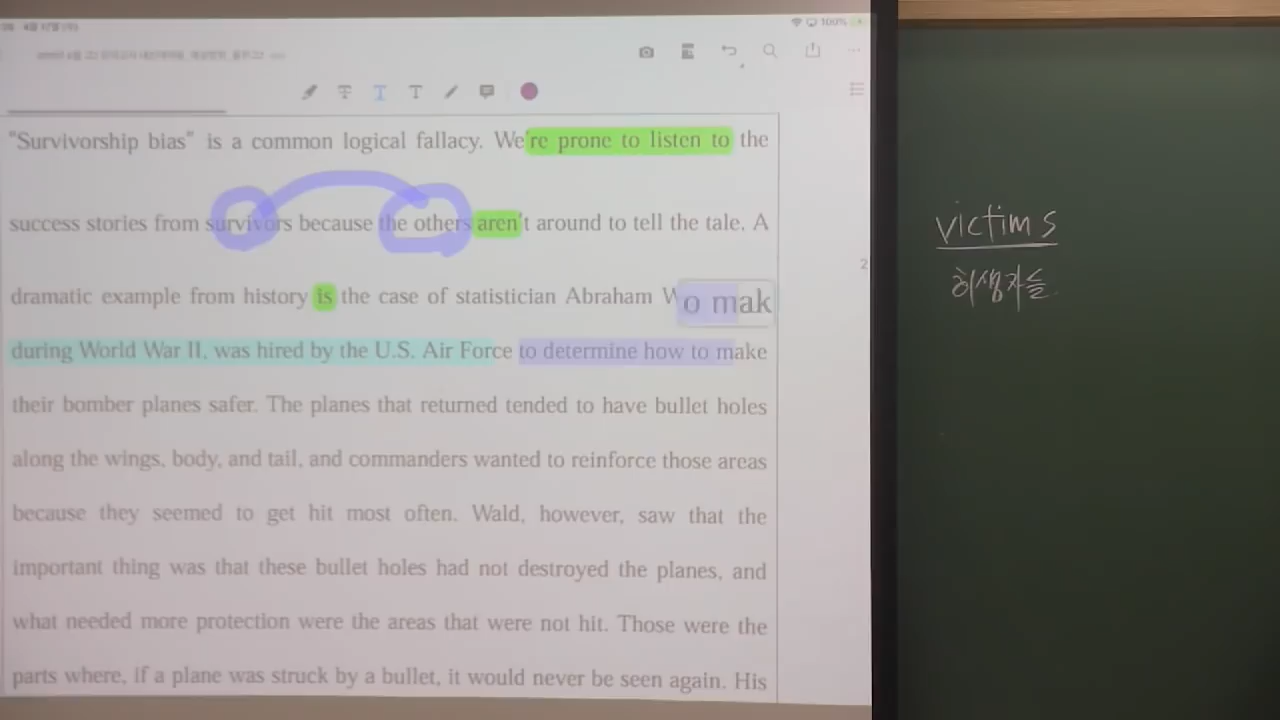 100%
"Survivorship bias" is a common logical fallacy. We're prone to listen to the
success stories from survivors because the others aren't around to tell the tale. A
dramatic example from history is the case of statistician Abraham W
o mak
during World War II, was hired by the U.S. Air Force to determine how to make
their bomber planes safer. The planes that returned tended to have bullet holes
along the wings, body, and tail, and commanders wanted to reinforce those areas
because they seemed to get hit most often. Wald, however, saw that the
important thing was that these bullet holes had not destroyed the planes, and
what needed more protection were the areas that were not hit. Those were the
parts where, if a plane was struck by a bullet, it would never be seen again. His
2
victims
희생자들